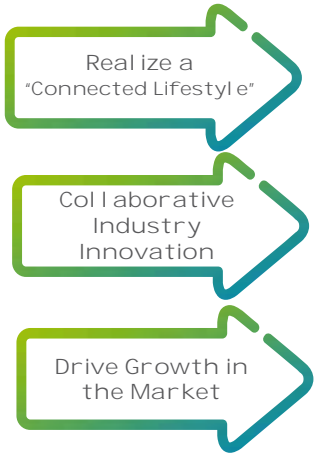 Realize a
“Connected Lifestyle”
Collaborative
Industry
Innovation
Drive Growth in
the Market